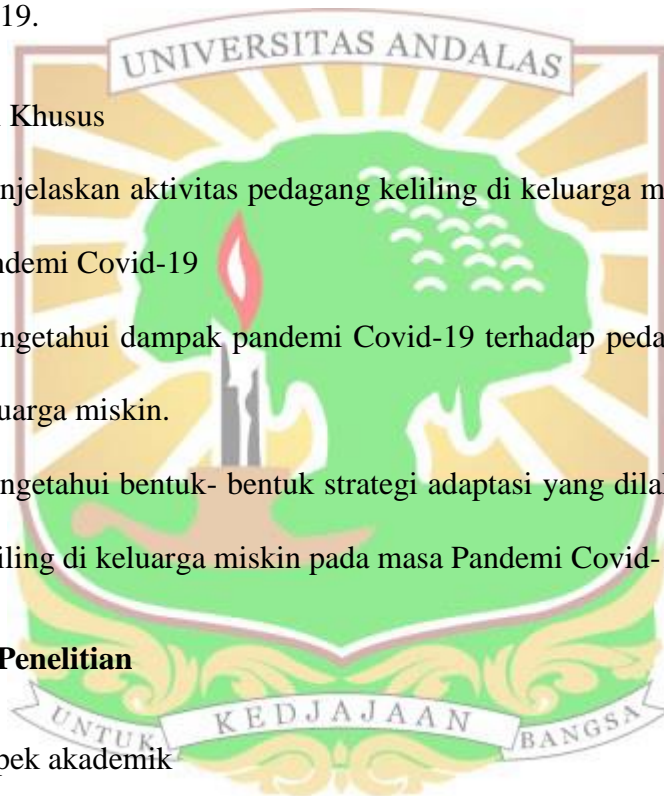 19.
UNIVERSITAS ANDALAS
Khusus
njelaskan aktivitas pedagang keliling di keluarga m
ndemi Covid-19
ngetahui dampak pandemi Covid-19 terhadap peda
uarga miskin.
ngetahui bentuk- bentuk strategi adaptasi yang dila
iling di keluarga miskin pada masa Pandemi Covid-
Penelitian
UNTUK KEDJAJAAN BANGSA
pek akademik